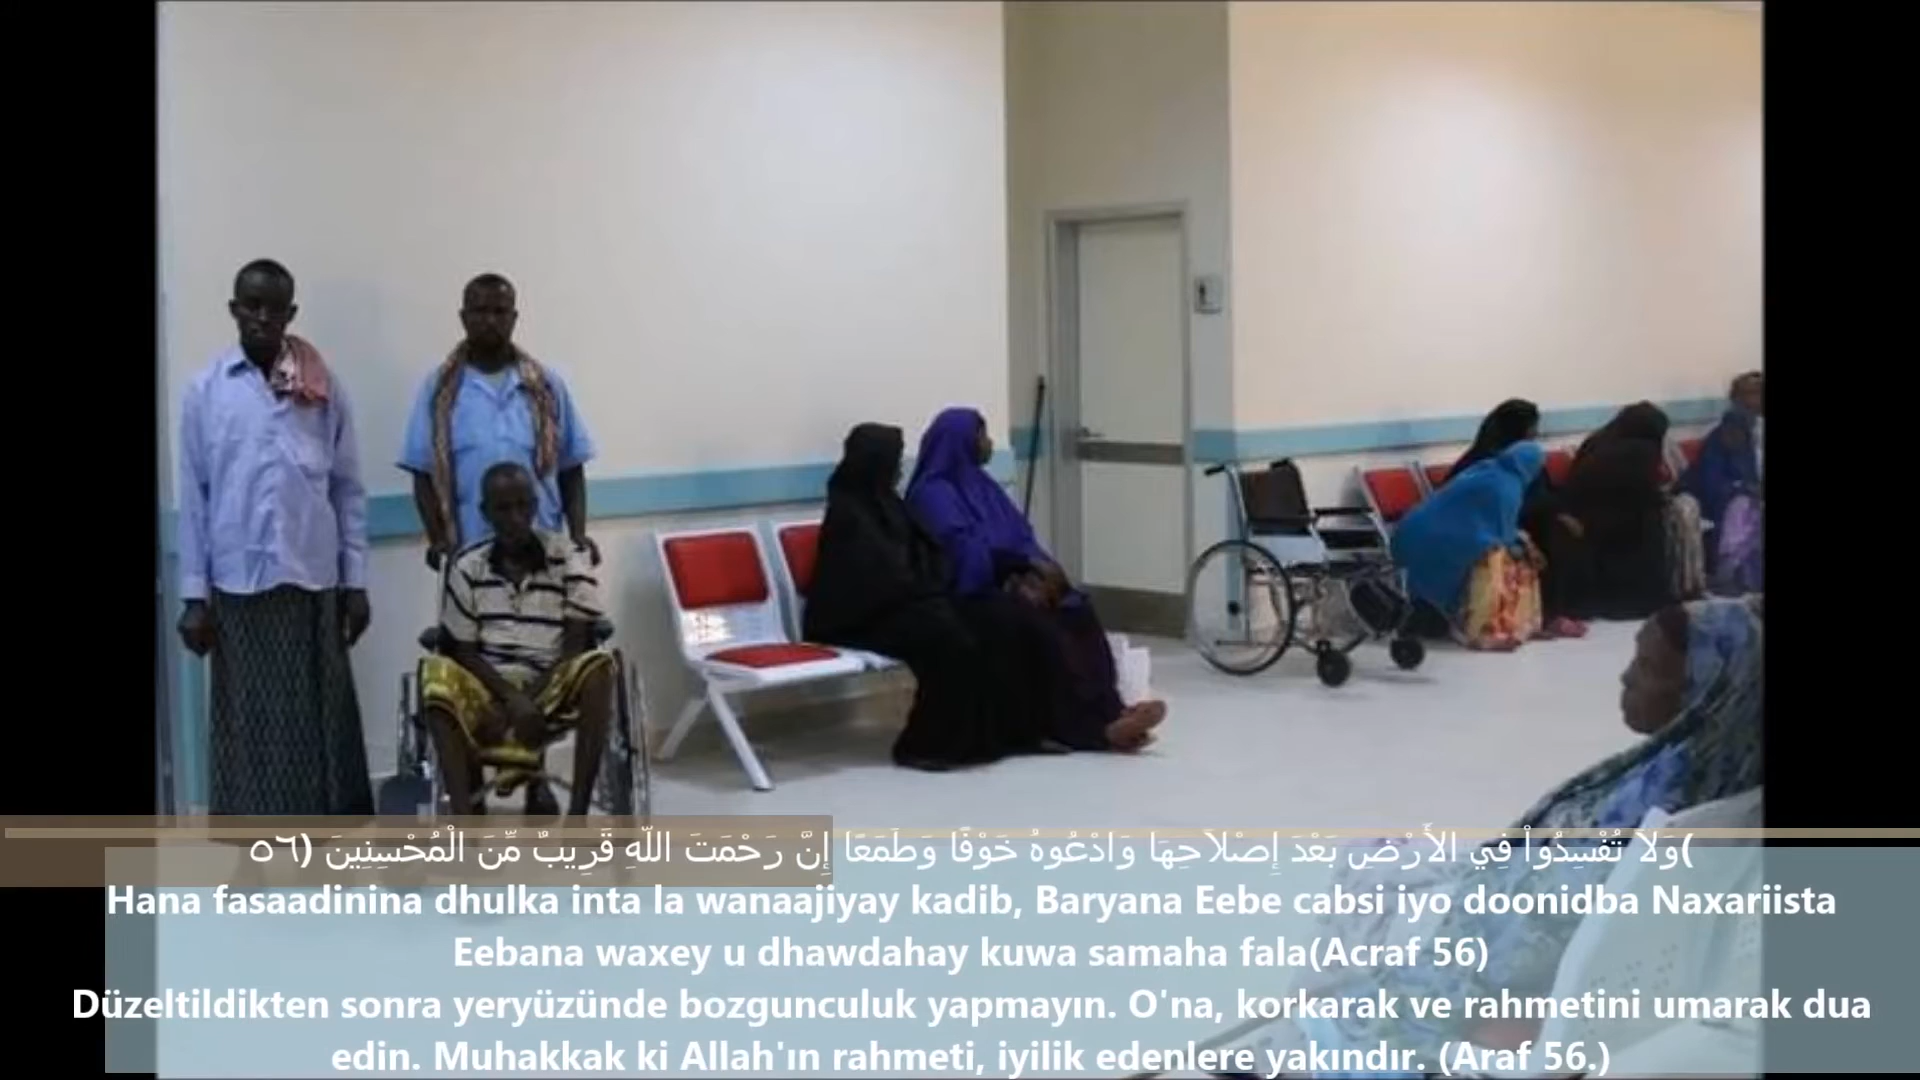 (وَلاَ تُفْسِدُواْ فِي الأَرْضِ بَعْدَ إِصْلاَحِهَا وَادْعُوهُ خَوْفًا وَطَمَعًا إِنَّ رَحْمَتَ اللّهِ قَرِيبٌ مِّنَ الْمُحْسِنِينَ (٥٦
Hana fasaadinina dhulka inta la wanaajiyay kadib, Baryana Eebe cabsi iyo doonidba Naxariista
Eebana waxey u dhawdahay kuwa samaha fala(Acraf 56)
Düzeltildikten sonra yeryüzünde bozgunculuk yapmayın. O'na, korkarak ve rahmetini umarak dua
edin. Muhakkak ki Allah'ın rahmeti, iyilik edenlere yakındır. (Araf 56.)